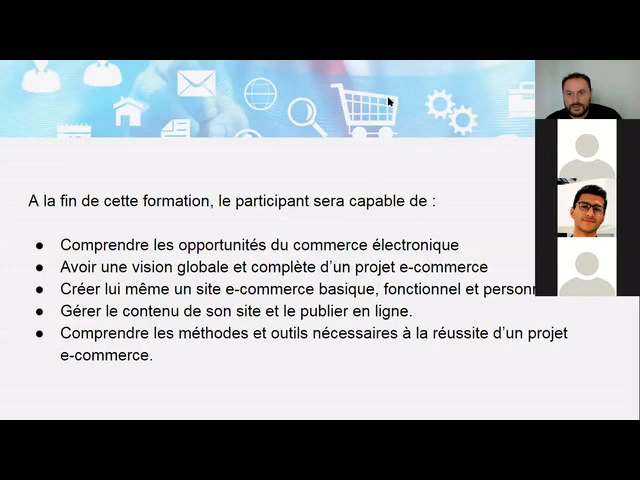 A la fin de cette formation, le participant sera capable de :
● Comprendre les opportunités du commerce électronique
● Avoir une vision globale et complète d’un projet e-commerce
● Créer lui même un site e-commerce basique, fonctionnel et
● Gérer le contenu de son site et le publier en ligne.
● Comprendre les méthodes et outils nécessaires à la réussite d’un projet
e-commerce.